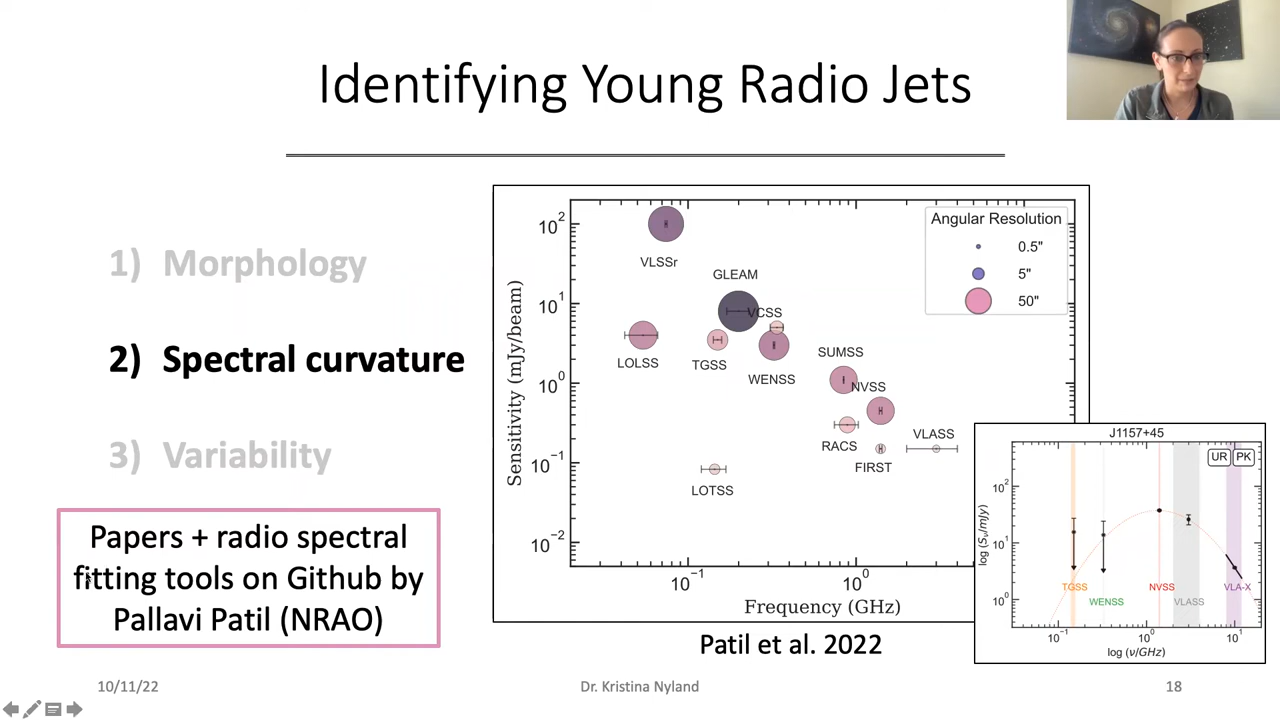 Identifying Young Radio Jets
1) Morphology
2) Spectral curvature
3) Variability
Papers + radio spectral
fitting tools on Github by
Pallavi Patil (NRAO)
Sensitivity (mJy/beam)
10²
10¹
10⁰
10⁻¹
10⁻²
VLSSr
GLEAM
VCSS
LOLSS
TGSS
WENSS
SUMSS
NVSS
RACS
FIRST
VLASS
LOTSS
Angular Resolution
0.5"
5"
50"
10⁻¹
10⁰
Frequency (GHz)
Patil et al. 2022
J1157+45
UR PK
log (Sᵥ/mJy)
10²
10¹
10⁰
TGSS
WENSS
NVSS
VLASS
VLA-X
10⁻¹
10⁰
10¹
log (ν/GHz)
10/11/22
Dr. Kristina Nyland
18